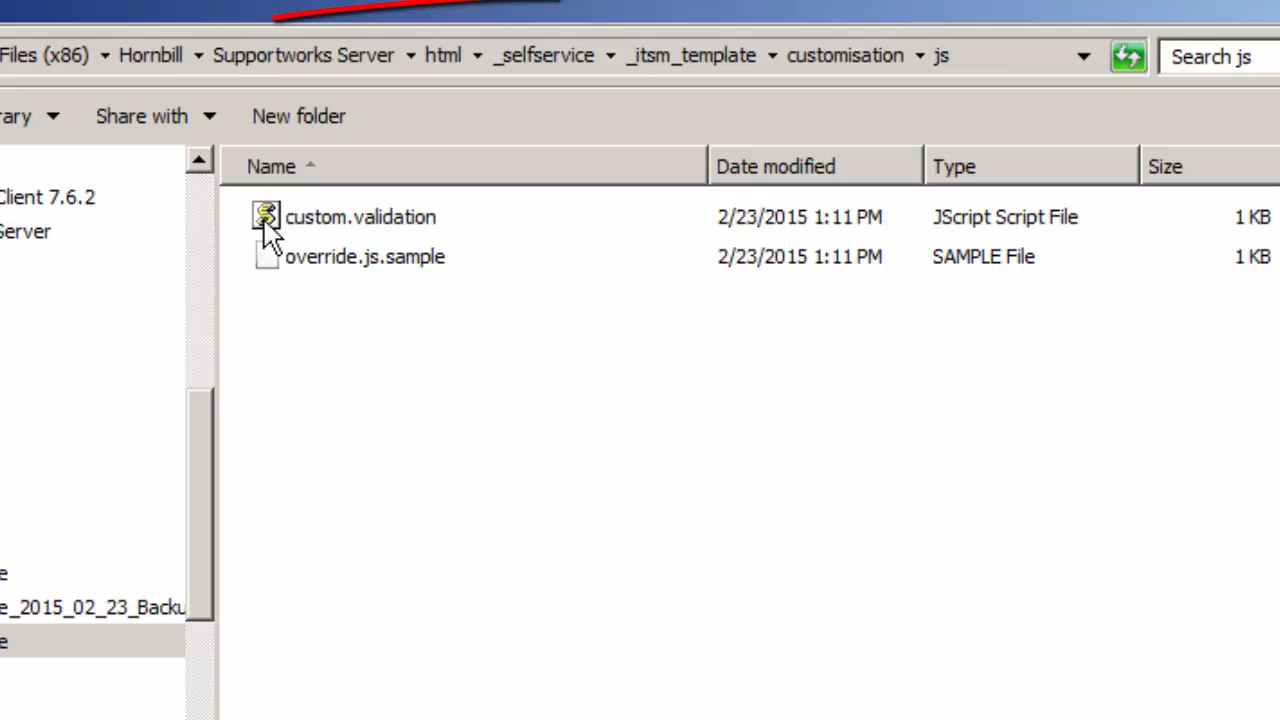 Files (x86) Hornbill Supportworks Server html _selfservice _itsm_template customisation js Search js
rary Share with New folder
Name Date modified Type Size
Client 7.6.2
Server
custom.validation 2/23/2015 1:11 PM JScript Script File 1 KB
override.js.sample 2/23/2015 1:11 PM SAMPLE File 1 KB
e
e_2015_02_23_Backu
e